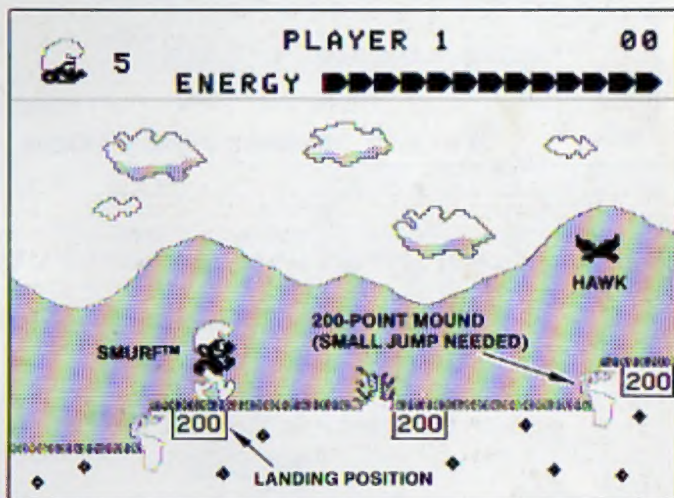 PLAYER 1 00
5
ENERGY
HAWK
200-POINT MOUND
(SMALL JUMP NEEDED)
SMURF™
200
200 200
LANDING POSITION